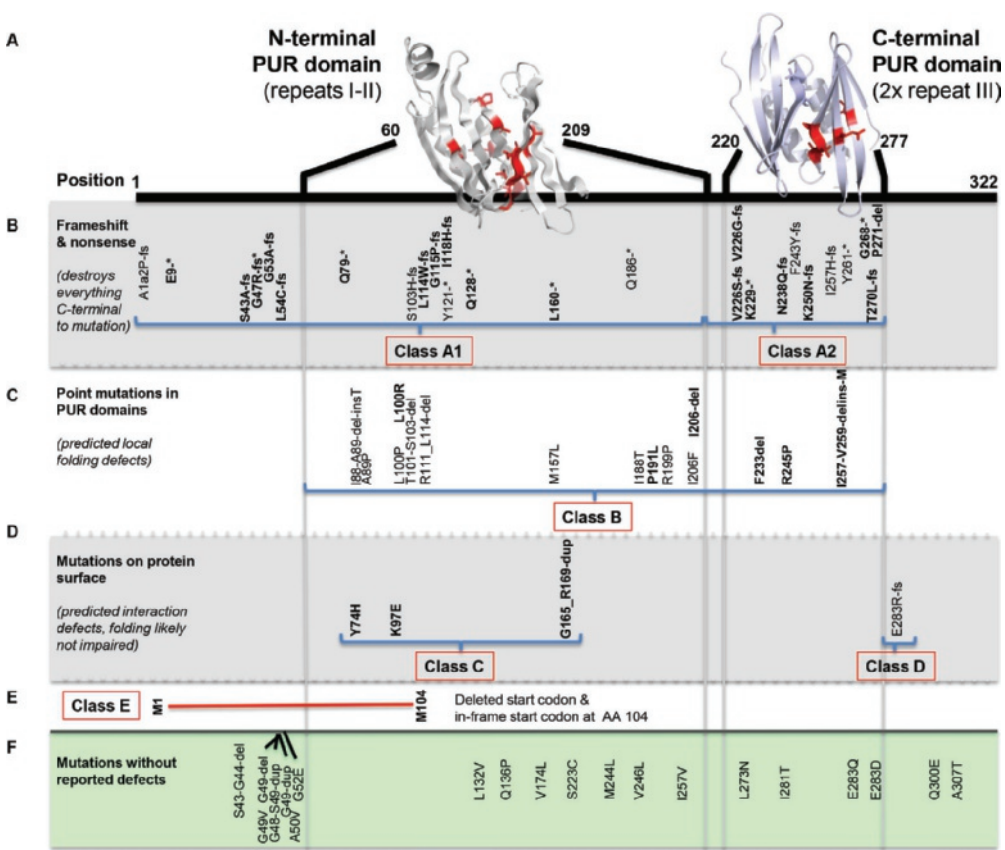 A
N-terminal
PUR domain
(repeats I-II)
C-terminal
PUR domain
(2x repeat III)
60
209
220
277
Position 1
322
B
Frameshift
& nonsense
(destroys
everything
C-terminal
to mutation)
A1a2P-fs
E9-*
S43A-fs
G47R-fs*
G53A-fs
L54C-fs
Q79-*
S103H-fs
L114W-fs
G115P-fs
Y121-*
I118H-fs
Q128-*
L160-*
Q186-*
V226S-fs
V226G-fs
K229-*
N238Q-fs
F243Y-fs
K250N-fs
I257H-fs
Y261-*
G268-*
T270L-fs
P271-del
Class A1
Class A2
C
Point mutations in
PUR domains
(predicted local
folding defects)
I88-A89-del-insT
A89P
L100P
L100R
T101-S103-del
R111_L114-del
M157L
I188T
P191L
R199P
I206F
I206-del
F233del
R245P
I257-V259-delins-M
Class B
D
Mutations on protein
surface
(predicted interaction
defects, folding likely
not impaired)
Y74H
K97E
G165_R169-dup
E283R-fs
Class C
Class D
E
Class E
M1
M104
Deleted start codon &
in-frame start codon at AA 104
F
Mutations without
reported defects
S43-G44-del
G49V
G49-del
G48-S49-dup
G49-dup
A50V
G52E
L132V
Q136P
V174L
S223C
M244L
V246L
I257V
L273N
I281T
E283Q
E283D
Q300E
A307T